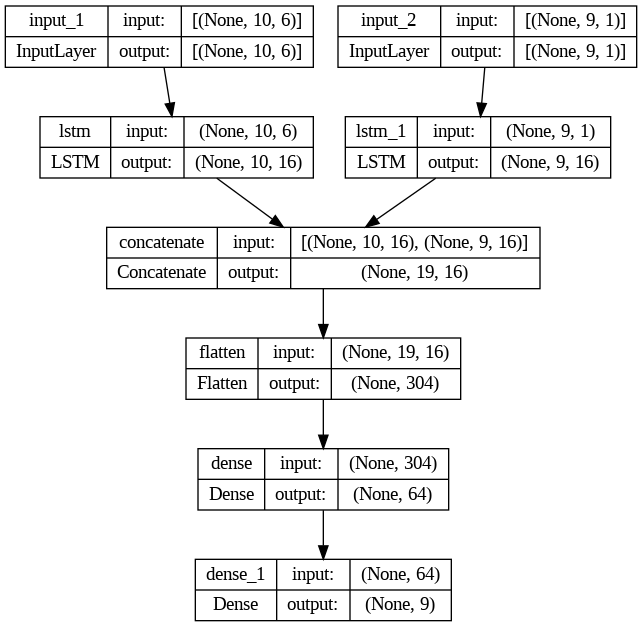 input_1 input: [(None, 10, 6)]
InputLayer output: [(None, 10, 6)]
input_2 input: [(None, 9, 1)]
InputLayer output: [(None, 9, 1)]
lstm input: (None, 10, 6)
LSTM output: (None, 10, 16)
lstm_1 input: (None, 9, 1)
LSTM output: (None, 9, 16)
concatenate input: [(None, 10, 16), (None, 9, 16)]
Concatenate output: (None, 19, 16)
flatten input: (None, 19, 16)
Flatten output: (None, 304)
dense input: (None, 304)
Dense output: (None, 64)
dense_1 input: (None, 64)
Dense output: (None, 9)